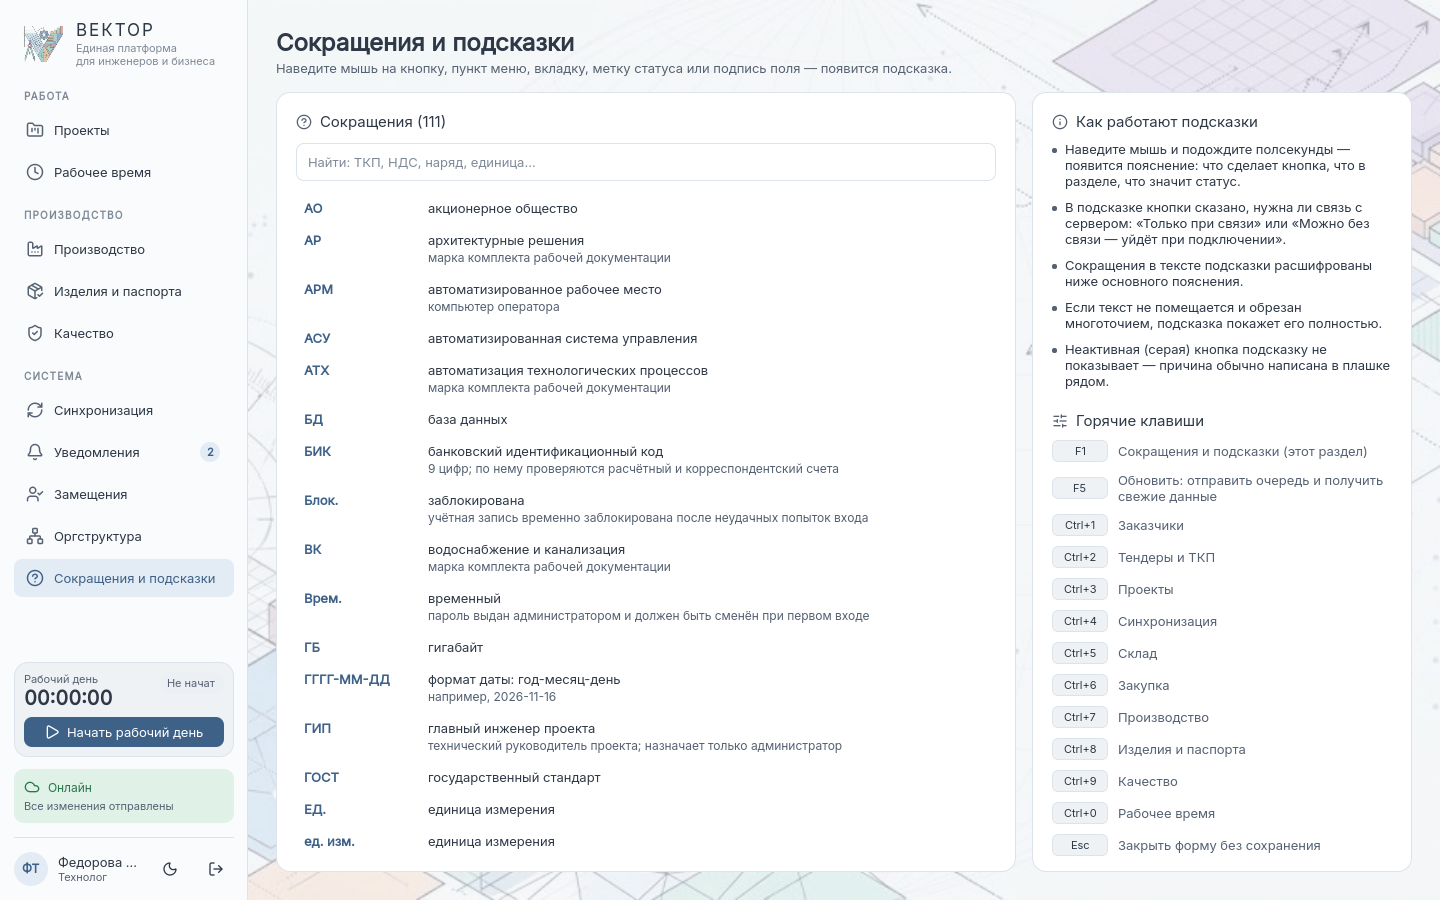 ВЕКТОР
Единая платформа
для инженеров и бизнеса
РАБОТА
Проекты
Рабочее время
ПРОИЗВОДСТВО
Производство
Изделия и паспорта
Качество
СИСТЕМА
Синхронизация
Уведомления 2
Замещения
Оргструктура
Сокращения и подсказки
Рабочий день
Не начат
00:00:00
Начать рабочий день
Онлайн
Все изменения отправлены
ФТ
Федорова ...
Технолог
Сокращения и подсказки
Наведите мышь на кнопку, пункт меню, вкладку, метку статуса или подпись поля — появится подсказка.
Сокращения (111)
Найти: ТКП, НДС, наряд, единица...
АО акционерное общество
АР архитектурные решения
марка комплекта рабочей документации
АРМ автоматизированное рабочее место
компьютер оператора
АСУ автоматизированная система управления
АТХ автоматизация технологических процессов
марка комплекта рабочей документации
БД база данных
БИК банковский идентификационный код
9 цифр; по нему проверяются расчётный и корреспондентский счета
Блок. заблокирована
учётная запись временно заблокирована после неудачных попыток входа
ВК водоснабжение и канализация
марка комплекта рабочей документации
Врем. временный
пароль выдан администратором и должен быть сменён при первом входе
ГБ гигабайт
ГГГГ-ММ-ДД формат даты: год-месяц-день
например, 2026-11-16
ГИП главный инженер проекта
технический руководитель проекта; назначает только администратор
ГОСТ государственный стандарт
ЕД. единица измерения
ед. изм. единица измерения
Как работают подсказки
Наведите мышь и подождите полсекунды —
появится пояснение: что сделает кнопка, что в
разделе, что значит статус.
В подсказке кнопки сказано, нужна ли связь с
сервером: «Только при связи» или «Можно без
связи — уйдёт при подключении».
Сокращения в тексте подсказки расшифрованы
ниже основного пояснения.
Если текст не помещается и обрезан
многоточием, подсказка покажет его полностью.
Неактивная (серая) кнопка подсказку не
показывает — причина обычно написана в плашке
рядом.
Горячие клавиши
F1 Сокращения и подсказки (этот раздел)
F5 Обновить: отправить очередь и получить
свежие данные
Ctrl+1 Заказчики
Ctrl+2 Тендеры и ТКП
Ctrl+3 Проекты
Ctrl+4 Синхронизация
Ctrl+5 Склад
Ctrl+6 Закупка
Ctrl+7 Производство
Ctrl+8 Изделия и паспорта
Ctrl+9 Качество
Ctrl+0 Рабочее время
Esc Закрыть форму без сохранения